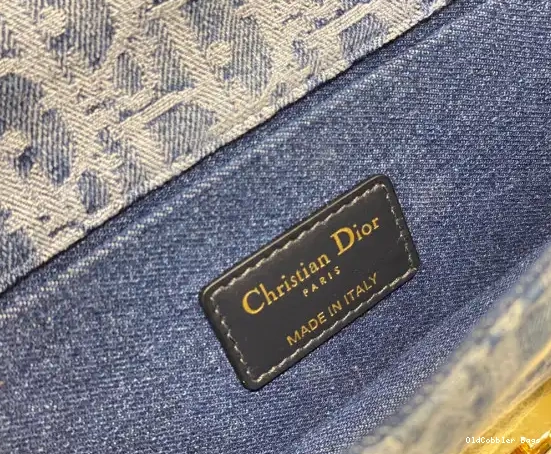 Christian Dior
PARIS
MADE IN ITALY
OldCobbler Bags